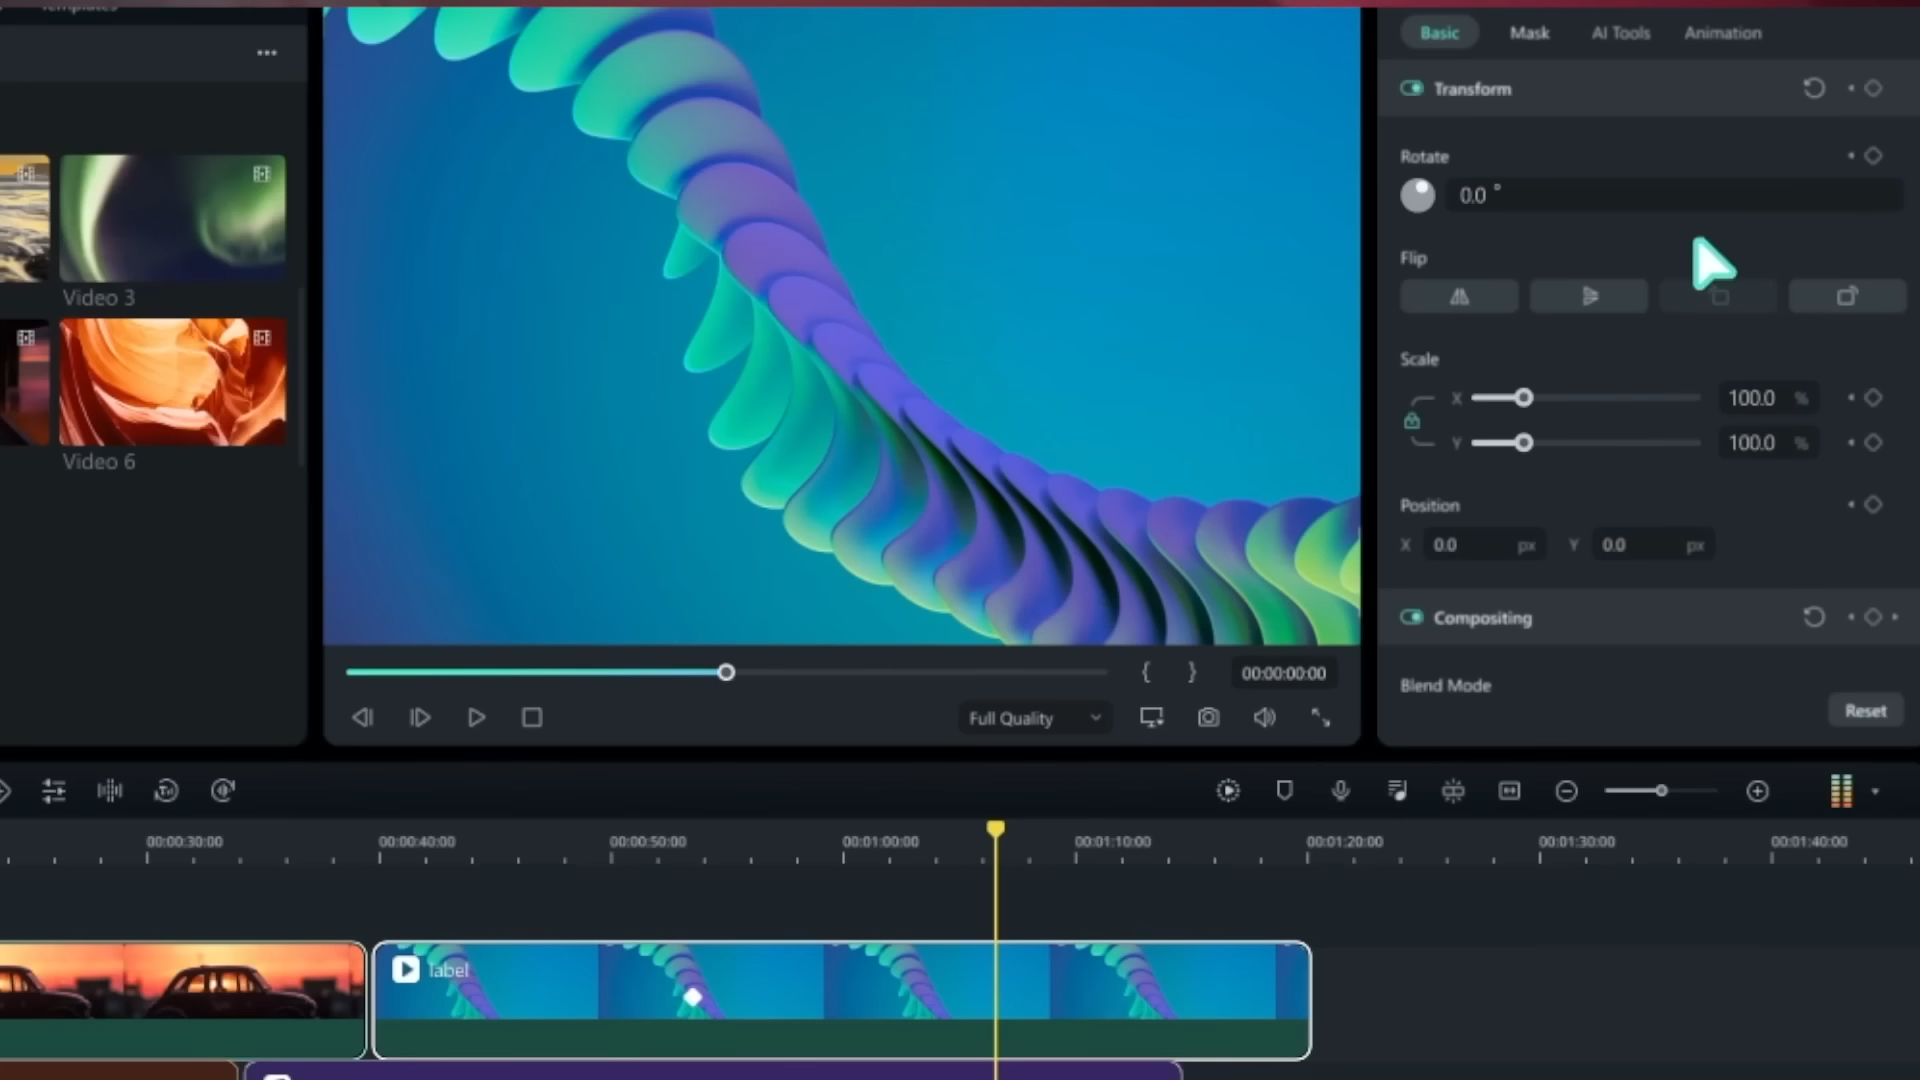 Templates
Video 3
Video 6
{ } 00:00:00:00
Full Quality
Basic Mask AI Tools Animation
Transform
Rotate
0.0 °
Flip
Scale
X 100.0 %
Y 100.0 %
Position
X 0.0 px Y 0.0 px
Compositing
Blend Mode
Reset
00:00:30:00 00:00:40:00 00:00:50:00 00:01:00:00 00:01:10:00 00:01:20:00 00:01:30:00 00:01:40:00
label